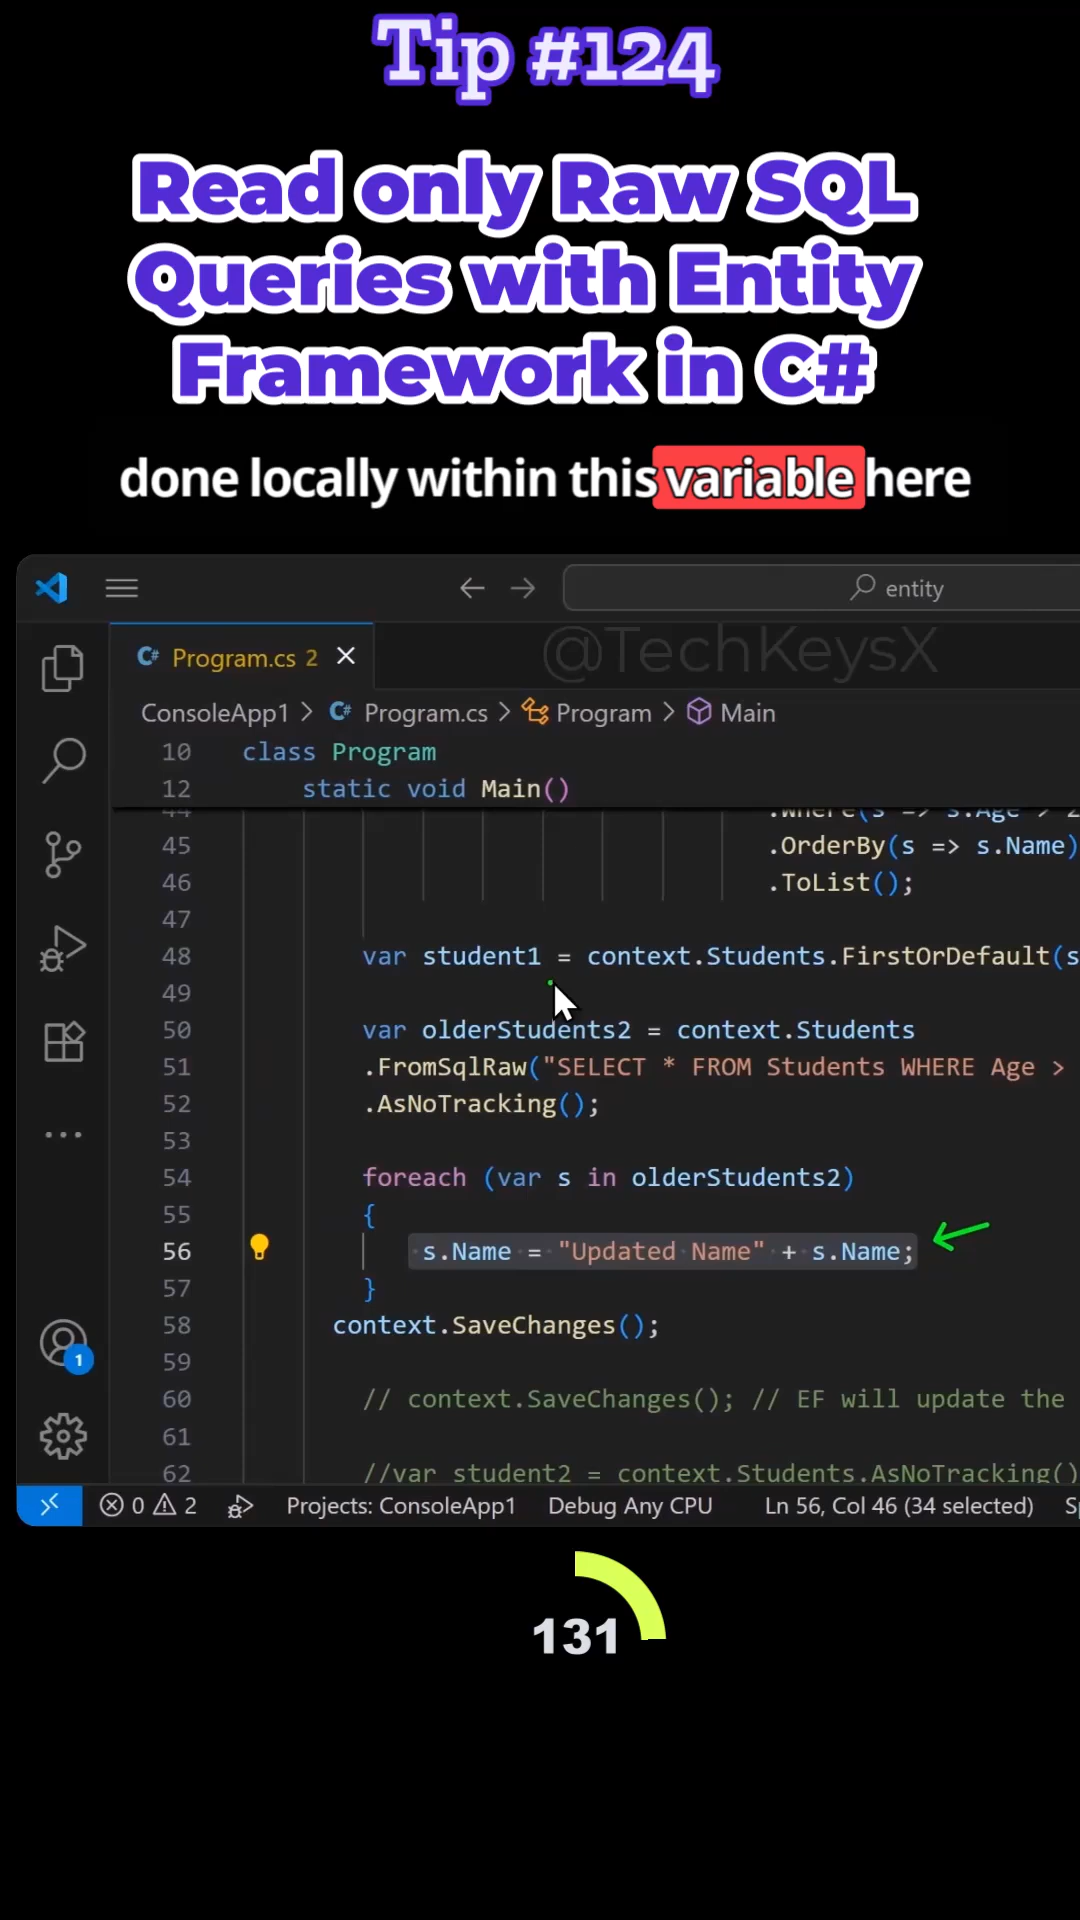 Tip #124
Read only Raw SQL
Queries with Entity
Framework in C#
done locally within this variable here
entity
@TechKeysX
C# Program.cs 2
ConsoleApp1 > C# Program.cs > Program > Main
10 class Program
12 static void Main()
44 .Where(s => s.Age > 2
45 .OrderBy(s => s.Name)
46 .ToList();
47
48 var student1 = context.Students.FirstOrDefault(s
49
50 var olderStudents2 = context.Students
51 .FromSqlRaw("SELECT * FROM Students WHERE Age >
52 .AsNoTracking();
53
54 foreach (var s in olderStudents2)
55 {
56 s.Name = "Updated Name" + s.Name;
57 }
58 context.SaveChanges();
59
60 // context.SaveChanges(); // EF will update the
61
62 //var student2 = context.Students.AsNoTracking()
1
0 2 Projects: ConsoleApp1 Debug Any CPU Ln 56, Col 46 (34 selected)
131